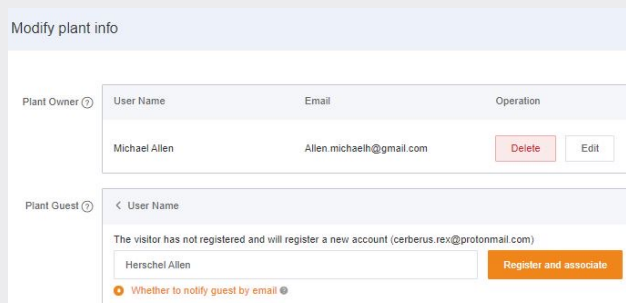 Modify plant info
Plant Owner
User Name Email Operation
Michael Allen Allen.michaelh@gmail.com Delete Edit
Plant Guest
< User Name
The visitor has not registered and will register a new account (cerberus.rex@protonmail.com)
Herschel Allen Register and associate
Whether to notify guest by email